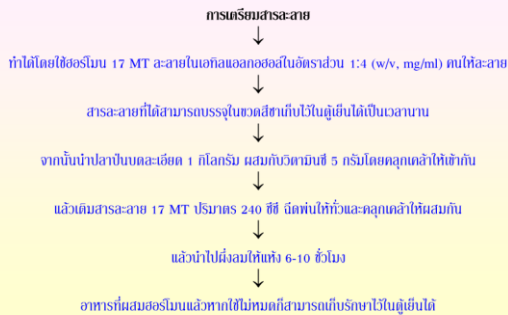 การเตรียมสารละลาย
ทำได้โดยใช้ฮอร์โมน 17 MT ละลายในเอทิลแอลกอฮอล์ในอัตราส่วน 1:4 (w/v, mg/ml) คนให้ละลาย
สารละลายที่ได้สามารถบรรจุในขวดสีชาเก็บไว้ในตู้เย็นได้เป็นเวลานาน
จากนั้นนำปลาป่นบดละเอียด 1 กิโลกรัม ผสมกับวิตามินซี 5 กรัมโดยคลุกเคล้าให้เข้ากัน
แล้วเติมสารละลาย 17 MT ปริมาตร 240 ซีซี ฉีดพ่นให้ทั่วและคลุกเคล้าให้ผสมกัน
แล้วนำไปผึ่งลมให้แห้ง 6-10 ชั่วโมง
อาหารที่ผสมฮอร์โมนแล้วหากใช้ไม่หมดก็สามารถเก็บรักษาไว้ในตู้เย็นได้